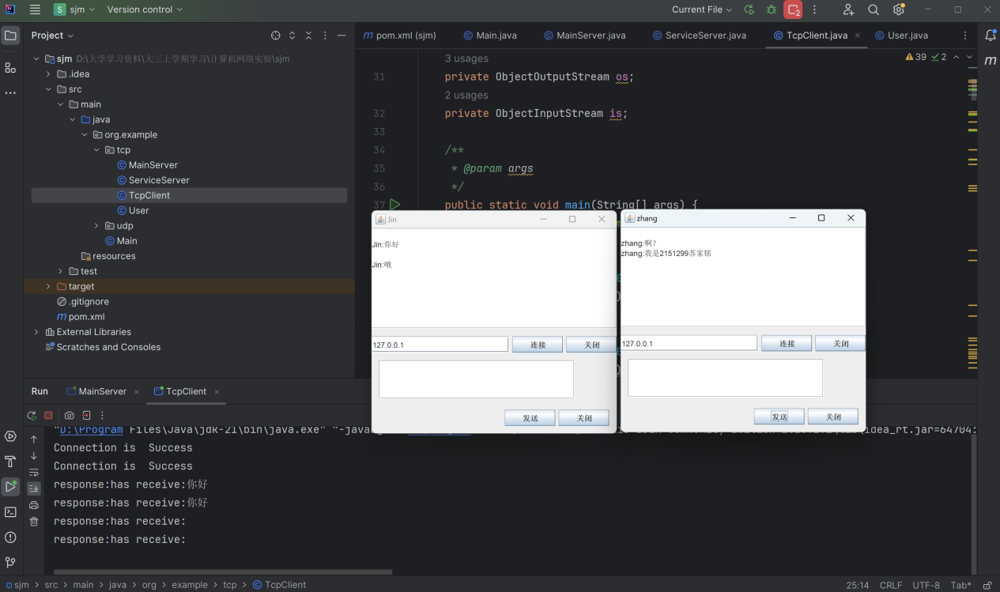 S sjm
Version control
Current File
2
Project
sjm D:\大学学习资料\大三上学期学习\计算机网络实验\sjm
.idea
src
main
java
org.example
tcp
MainServer
ServiceServer
TcpClient
User
udp
Main
resources
test
target
.gitignore
m pom.xml
External Libraries
Scratches and Consoles
m pom.xml (sjm)
Main.java
MainServer.java
ServiceServer.java
TcpClient.java
User.java
m
39 2
3 usages
31 private ObjectOutputStream os;
2 usages
32 private ObjectInputStream is;
33
34 /**
35 * @param args
36 */
37 public static void main(String[] args) {
Jin
Jin:你好
Jin:哦
127.0.0.1
连接
关闭
发送
关闭
zhang
zhang:啊?
zhang:我是2151299苏家铭
127.0.0.1
连接
关闭
发送
关闭
Run
MainServer
TcpClient
"D:\Program Files\Java\jdk-21\bin\java.exe"
idea_rt.jar=64704:
Connection is  Success
Connection is  Success
response:has receive:你好
response:has receive:你好
response:has receive:
response:has receive:
sjm > src > main > java > org > example > tcp > TcpClient
25:14 CRLF UTF-8 Tab*